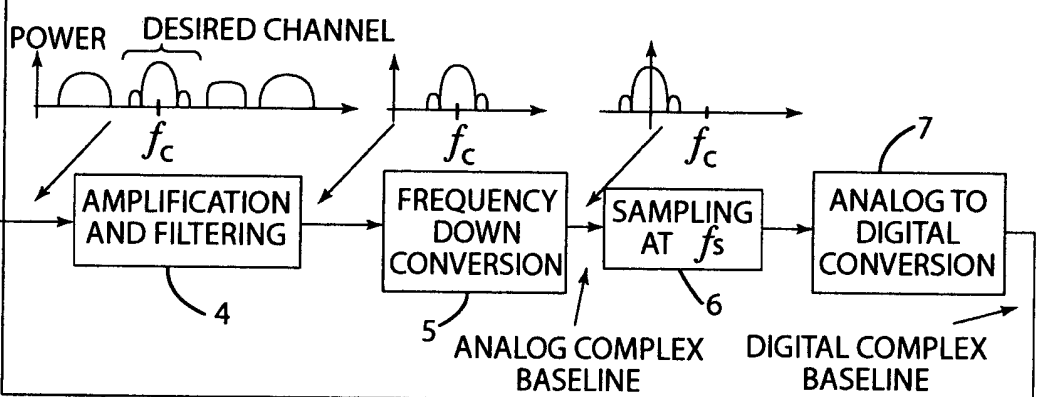 POWER
DESIRED CHANNEL
fc
fc
fc
AMPLIFICATION
AND FILTERING
4
FREQUENCY
DOWN
CONVERSION
5
SAMPLING
AT fs
6
ANALOG TO
DIGITAL
CONVERSION
7
ANALOG COMPLEX
BASELINE
DIGITAL COMPLEX
BASELINE